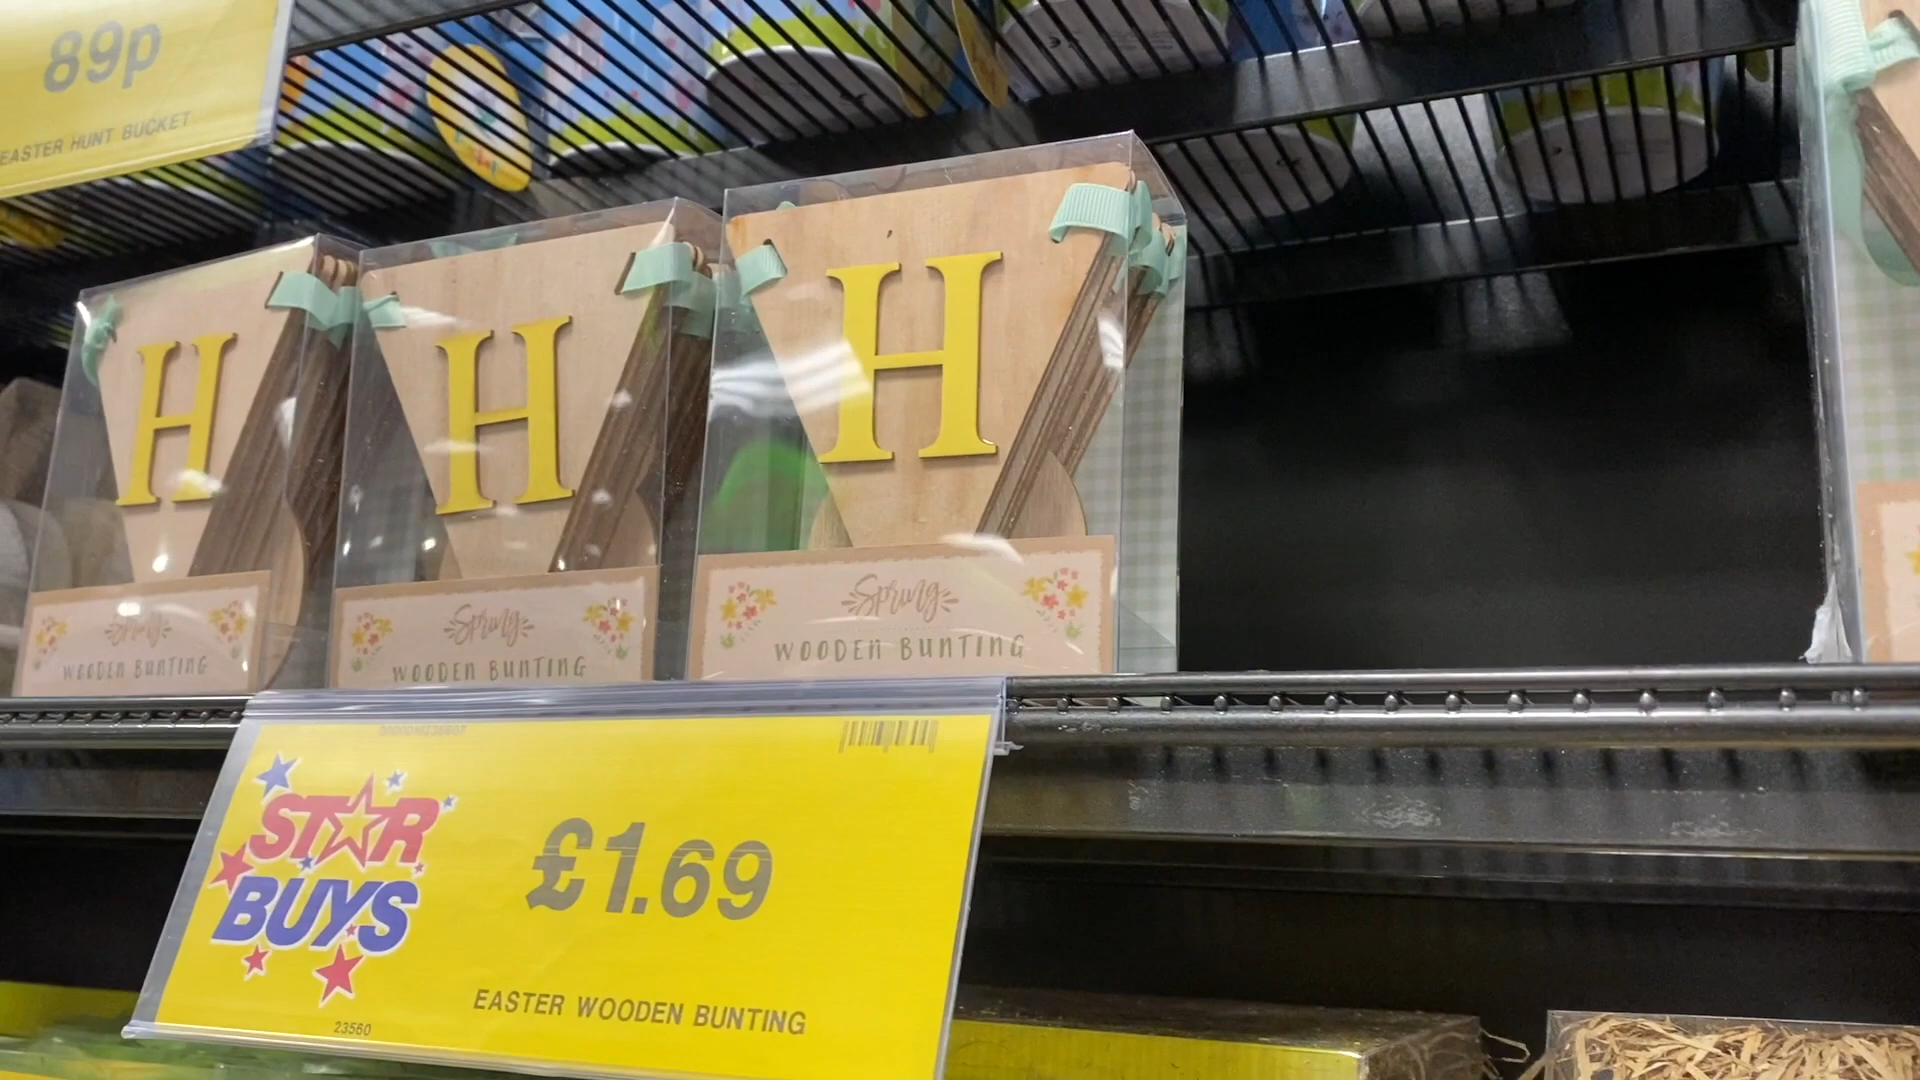 89p
EASTER HUNT BUCKET
H
H
H
Spring
WOODEN BUNTING
Spring
WOODEN BUNTING
Spring
WOODEN BUNTING
STAR
BUYS
£1.69
EASTER WOODEN BUNTING
23560